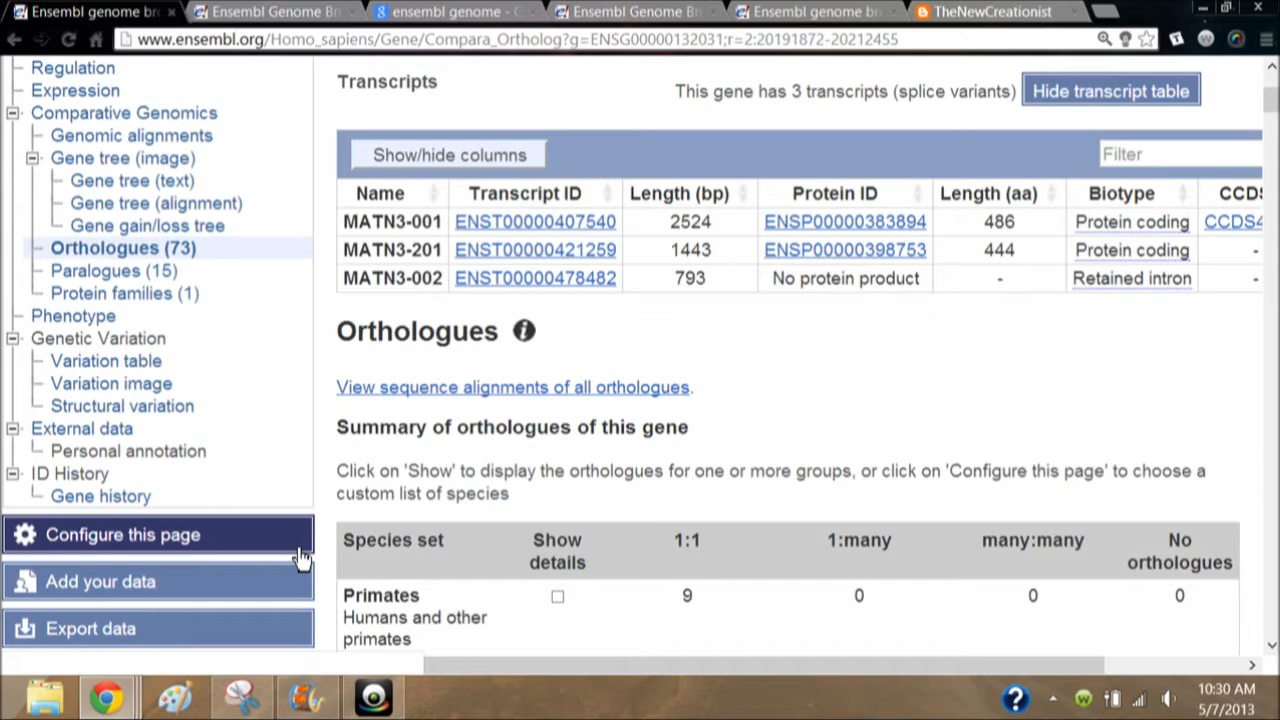 Ensembl genome br
Ensembl Genome Br
ensembl genome - G
Ensembl Genome Br
Ensembl genome br
TheNewCreationist
www.ensembl.org/Homo_sapiens/Gene/Compara_Ortholog?g=ENSG00000132031;r=2:20191872-20212455
Regulation
Expression
Comparative Genomics
Genomic alignments
Gene tree (image)
Gene tree (text)
Gene tree (alignment)
Gene gain/loss tree
Orthologues (73)
Paralogues (15)
Protein families (1)
Phenotype
Genetic Variation
Variation table
Variation image
Structural variation
External data
Personal annotation
ID History
Gene history
Configure this page
Add your data
Export data
Transcripts
This gene has 3 transcripts (splice variants)
Hide transcript table
Show/hide columns
Filter
Name Transcript ID Length (bp) Protein ID Length (aa) Biotype CCDS
MATN3-001 ENST00000407540 2524 ENSP00000383894 486 Protein coding CCDS4
MATN3-201 ENST00000421259 1443 ENSP00000398753 444 Protein coding -
MATN3-002 ENST00000478482 793 No protein product - Retained intron -
Orthologues
View sequence alignments of all orthologues.
Summary of orthologues of this gene
Click on 'Show' to display the orthologues for one or more groups, or click on 'Configure this page' to choose a
custom list of species
Species set Show details 1:1 1:many many:many No orthologues
Primates 9 0 0 0
Humans and other
primates
10:30 AM
5/7/2013